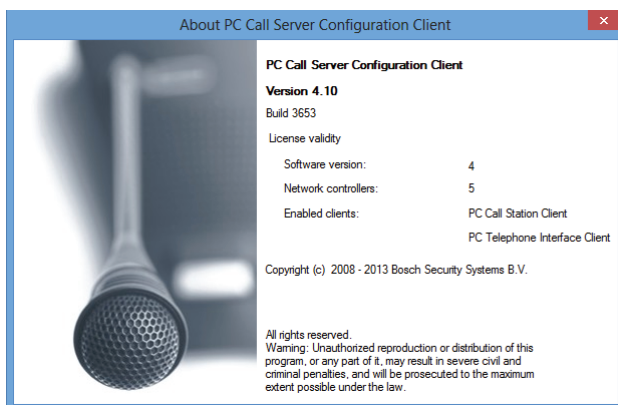 About PC Call Server Configuration Client
PC Call Server Configuration Client
Version 4.10
Build 3653
License validity
Software version: 4
Network controllers: 5
Enabled clients: PC Call Station Client
PC Telephone Interface Client
Copyright (c) 2008 - 2013 Bosch Security Systems B.V.
All rights reserved.
Warning: Unauthorized reproduction or distribution of this
program, or any part of it, may result in severe civil and
criminal penalties, and will be prosecuted to the maximum
extent possible under the law.